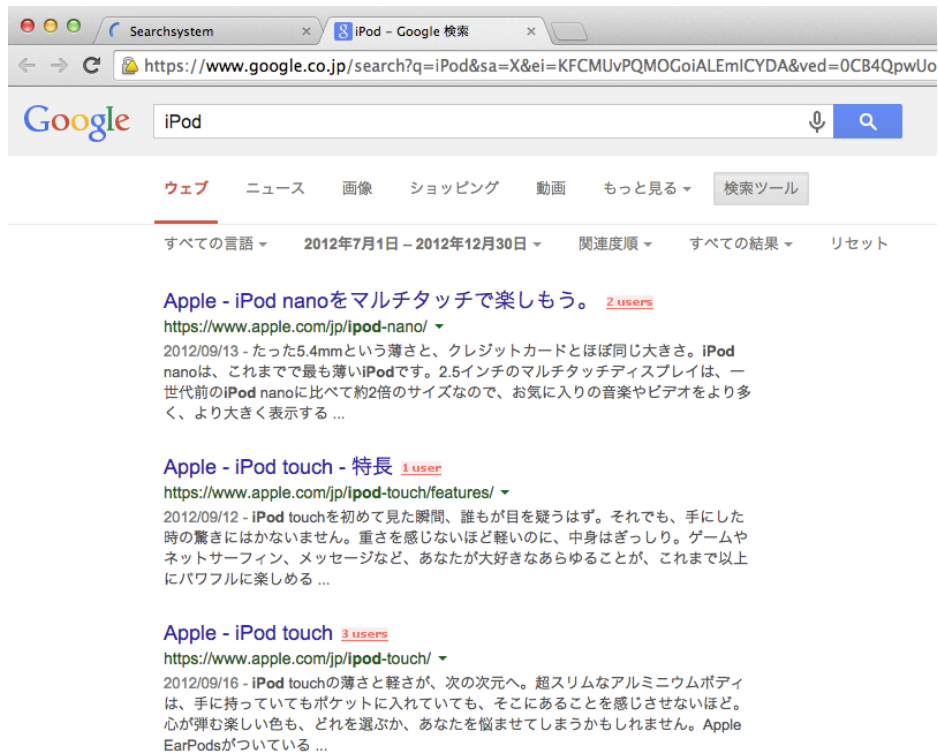 Searchsystem × iPod – Google 検索 ×
https://www.google.co.jp/search?q=iPod&sa=X&ei=KFCMUvPQMOGoiALEmICYDA&ved=0CB4QpwUo
Google iPod
ウェブ ニュース 画像 ショッピング 動画 もっと見る 検索ツール
すべての言語 2012年7月1日 – 2012年12月30日 関連度順 すべての結果 リセット
Apple - iPod nanoをマルチタッチで楽しもう。 2 users
https://www.apple.com/jp/ipod-nano/
2012/09/13 - たった5.4mmという薄さと、クレジットカードとほぼ同じ大きさ。iPod
nanoは、これまでで最も薄いiPodです。2.5インチのマルチタッチディスプレイは、一
世代前のiPod nanoに比べて約2倍のサイズなので、お気に入りの音楽やビデオをより多
く、より大きく表示する ...
Apple - iPod touch - 特長 1 user
https://www.apple.com/jp/ipod-touch/features/
2012/09/12 - iPod touchを初めて見た瞬間、誰もが目を疑うはず。それでも、手にした
時の驚きにはかないません。重さを感じないほど軽いのに、中身はぎっしり。ゲームや
ネットサーフィン、メッセージなど、あなたが大好きなあらゆることが、これまで以上
にパワフルに楽しめる ...
Apple - iPod touch 3 users
https://www.apple.com/jp/ipod-touch/
2012/09/16 - iPod touchの薄さと軽さが、次の次元へ。超スリムなアルミニウムボディ
は、手に持っていてもポケットに入れていても、そこにあることを感じさせないほど。
心が弾む楽しい色も、どれを選ぶか、あなたを悩ませてしまうかもしれません。Apple
EarPodsがついている ...